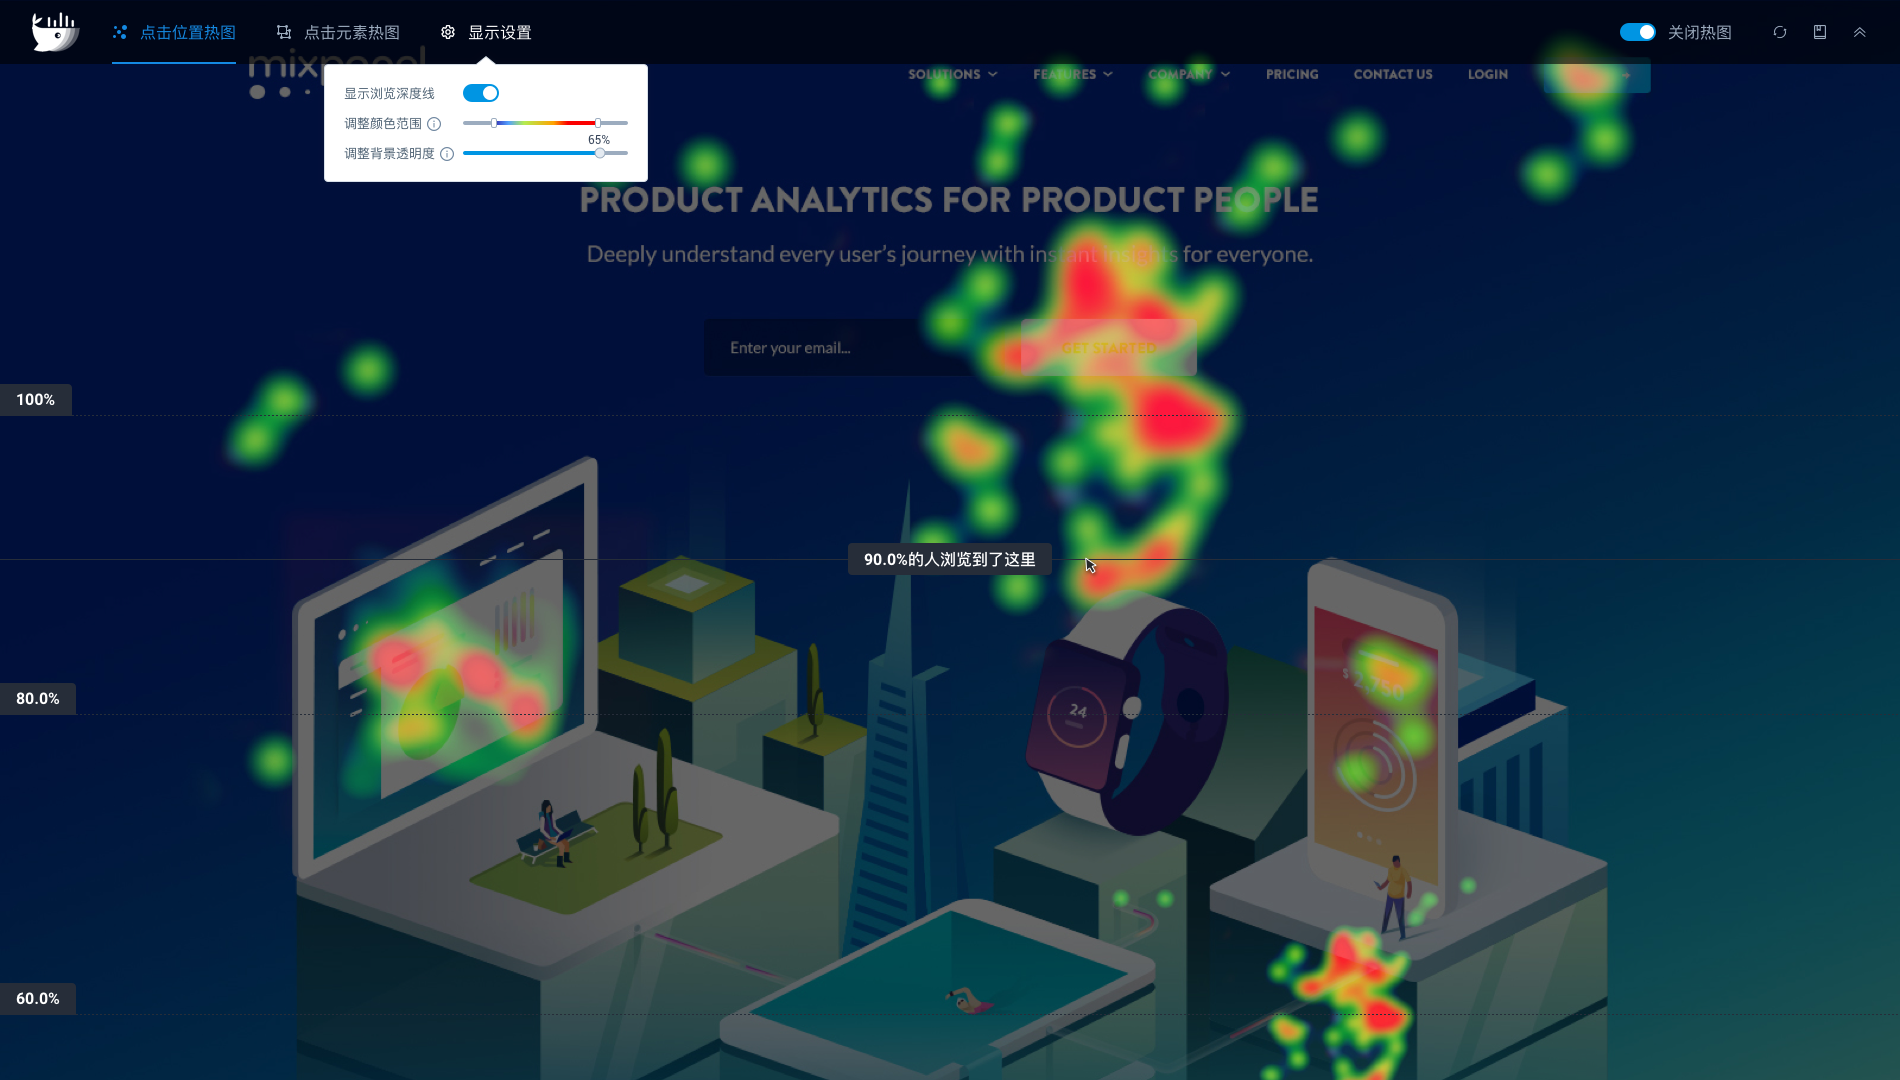 点击位置热图
点击元素热图
显示设置
关闭热图
SOLUTIONS
FEATURES
COMPANY
PRICING
CONTACT US
LOGIN
显示浏览深度线
调整颜色范围
65%
调整背景透明度
PRODUCT ANALYTICS FOR PRODUCT PEOPLE
Deeply understand every user's journey with instant insights for everyone.
Enter your email...
GET STARTED
100%
90.0%的人浏览到了这里
80.0%
$ 2,750
24
60.0%